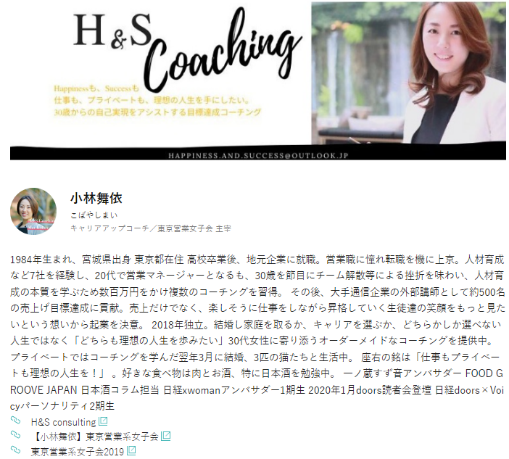 H&S Coaching
Happinessも、Successも
仕事も、プライベートも、理想の人生を手にしたい。
30歳からの自己実現をアシストする目標達成コーチング
HAPPINESS.AND.SUCCESS@OUTLOOK.JP
小林舞依
こばやしまい
キャリアアップコーチ／東京営業女子会 主宰
1984年生まれ、宮城県出身 東京都在住 高校卒業後、地元企業に就職。営業職に憧れ転職を機に上京。人材育成
など7社を経験し、20代で営業マネージャーとなるも、30歳を節目にチーム解散等による挫折を味わい、人材育
成の本質を学ぶため数百万円をかけ複数のコーチングを習得。 その後、大手通信企業の外部講師として約500名
の売上げ目標達成に貢献。売上だけでなく、楽しそうに仕事をしながら昇格していく生徒達の笑顔をもっと見た
いという想いから起業を決意。 2018年独立。結婚し家庭を取るか、キャリアを選ぶか、どちらかしか選べない
人生ではなく「どちらも理想の人生を歩みたい」30代女性に寄り添うオーダーメイドなコーチングを提供中。
プライベートではコーチングを学んだ翌年3月に結婚、3匹の猫たちと生活中。 座右の銘は「仕事もプライベー
トも理想の人生を！」 。好きな食べ物は肉とお酒、特に日本酒を勉強中。 一ノ蔵すず音アンバサダー FOOD G
ROOVE JAPAN 日本酒コラム担当 日経xwomanアンバサダー1期生 2020年1月doors読者会登壇 日経doors×Voi
cyパーソナリティ2期生
H&S consulting
【小林舞依】東京営業系女子会
東京営業系女子会2019